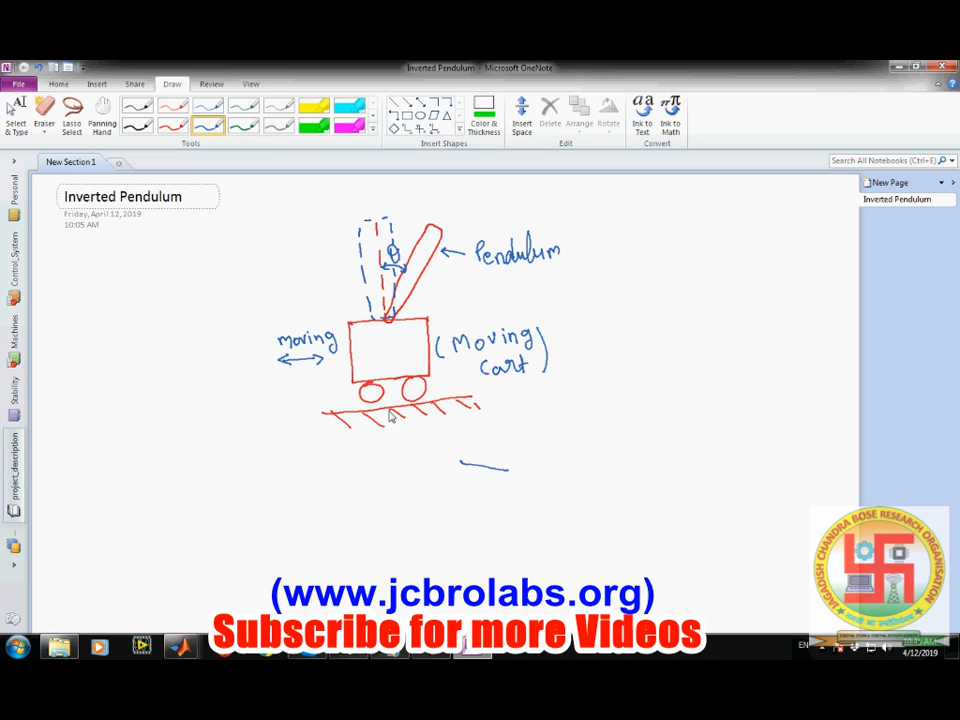 Inverted Pendulum - Microsoft OneNote
File Home Insert Share Draw Review View
Select & Type
Eraser
Lasso Select
Panning Hand
Color & Thickness
Insert Space
Delete
Arrange
Rotate
Ink to Text
Ink to Math
Tools
Insert Shapes
Edit
Convert
New Section 1
Search All Notebooks (Ctrl+E)
New Page
Inverted Pendulum
Personal
Control_System
Machines
Stability
project_description
Inverted Pendulum
Friday, April 12, 2019
10:05 AM
θ
Pendulum
moving
(Moving
Cart)
JAGADISH CHANDRA BOSE RESEARCH ORGANISATION
(www.jcbrolabs.org)
Subscribe for more Videos
EN
4/12/2019